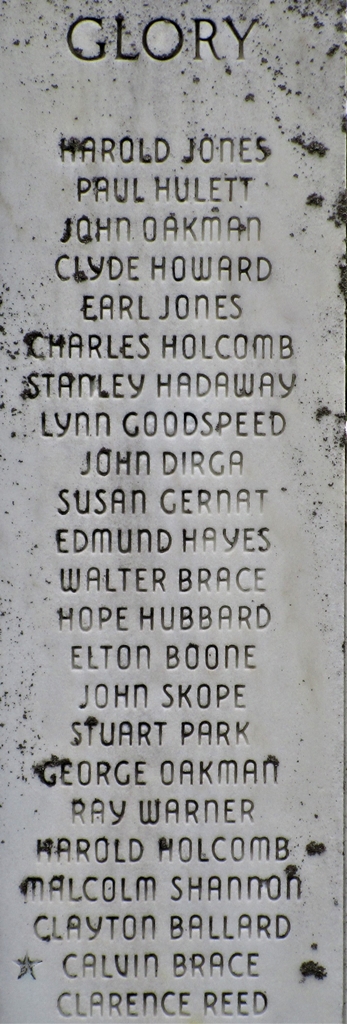 GLORY
HAROLD JONES
PAUL HULETT
JOHN OAKMAN
CLYDE HOWARD
EARL JONES
CHARLES HOLCOMB
STANLEY HADAWAY
LYNN GOODSPEED
JOHN DIRGA
SUSAN GERNAT
EDMUND HAYES
WALTER BRACE
HOPE HUBBARD
ELTON BOONE
JOHN SKOPE
STUART PARK
GEORGE OAKMAN
RAY WARNER
HAROLD HOLCOMB
MALCOLM SHANNON
CLAYTON BALLARD
CALVIN BRACE
CLARENCE REED